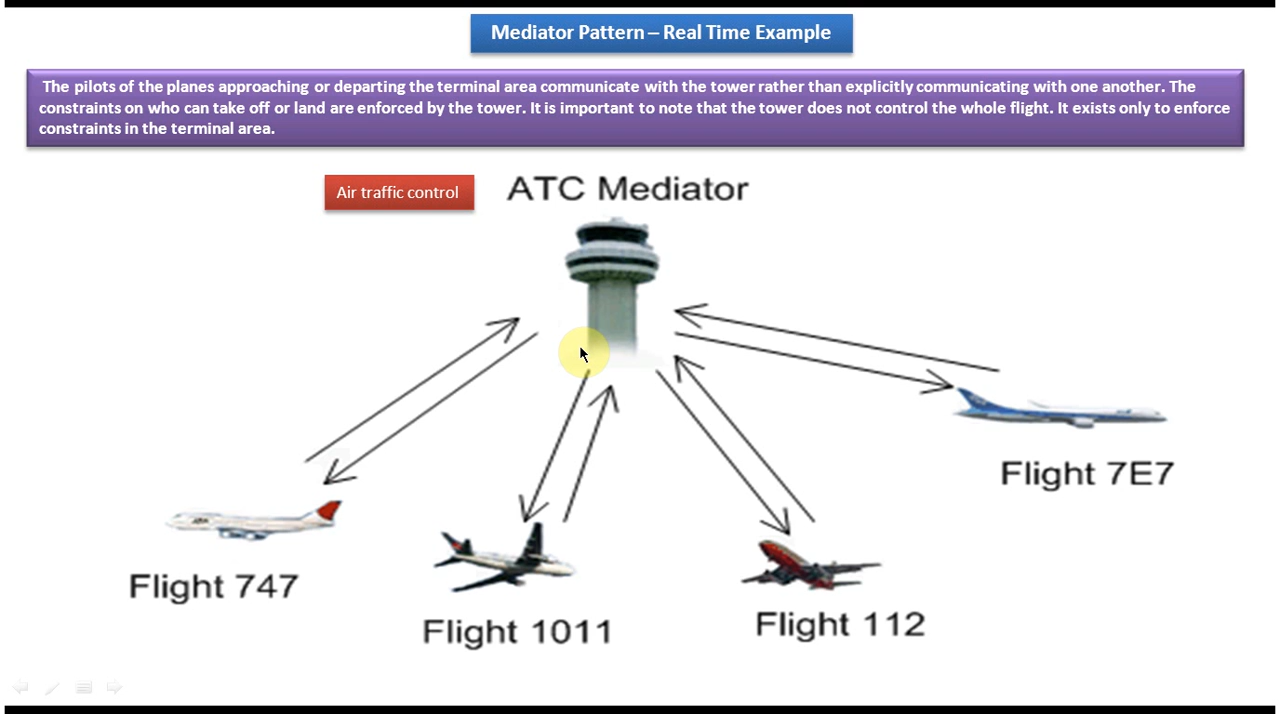 Mediator Pattern – Real Time Example
The pilots of the planes approaching or departing the terminal area communicate with the tower rather than explicitly communicating with one another. The
constraints on who can take off or land are enforced by the tower. It is important to note that the tower does not control the whole flight. It exists only to enforce
constraints in the terminal area.
Air traffic control
ATC Mediator
Flight 7E7
Flight 747
Flight 1011
Flight 112